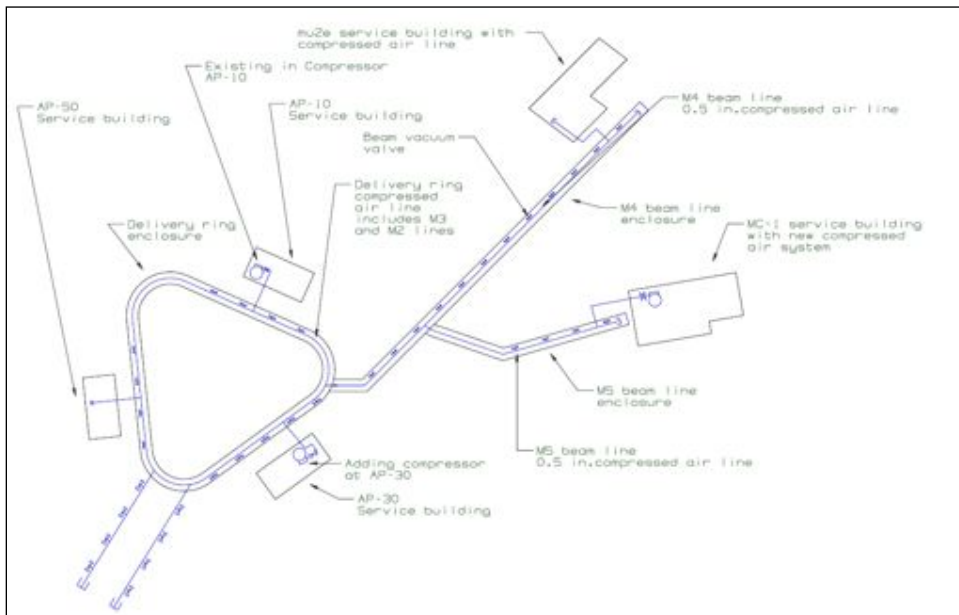 mu2e service building with
compressed air line
Existing in Compressor
AP-10
AP-50
Service building
AP-10
Service building
M4 beam line
0.5 in.compressed air line
Beam vacuum
valve
Delivery ring
compressed
air line
includes M3
and M2 lines
M4 beam line
enclosure
Delivery ring
enclosure
MC-1 service building
with new compressed
air system
M5 beam line
enclosure
M5 beam line
0.5 in.compressed air line
Adding compressor
at AP-30
AP-30
Service building